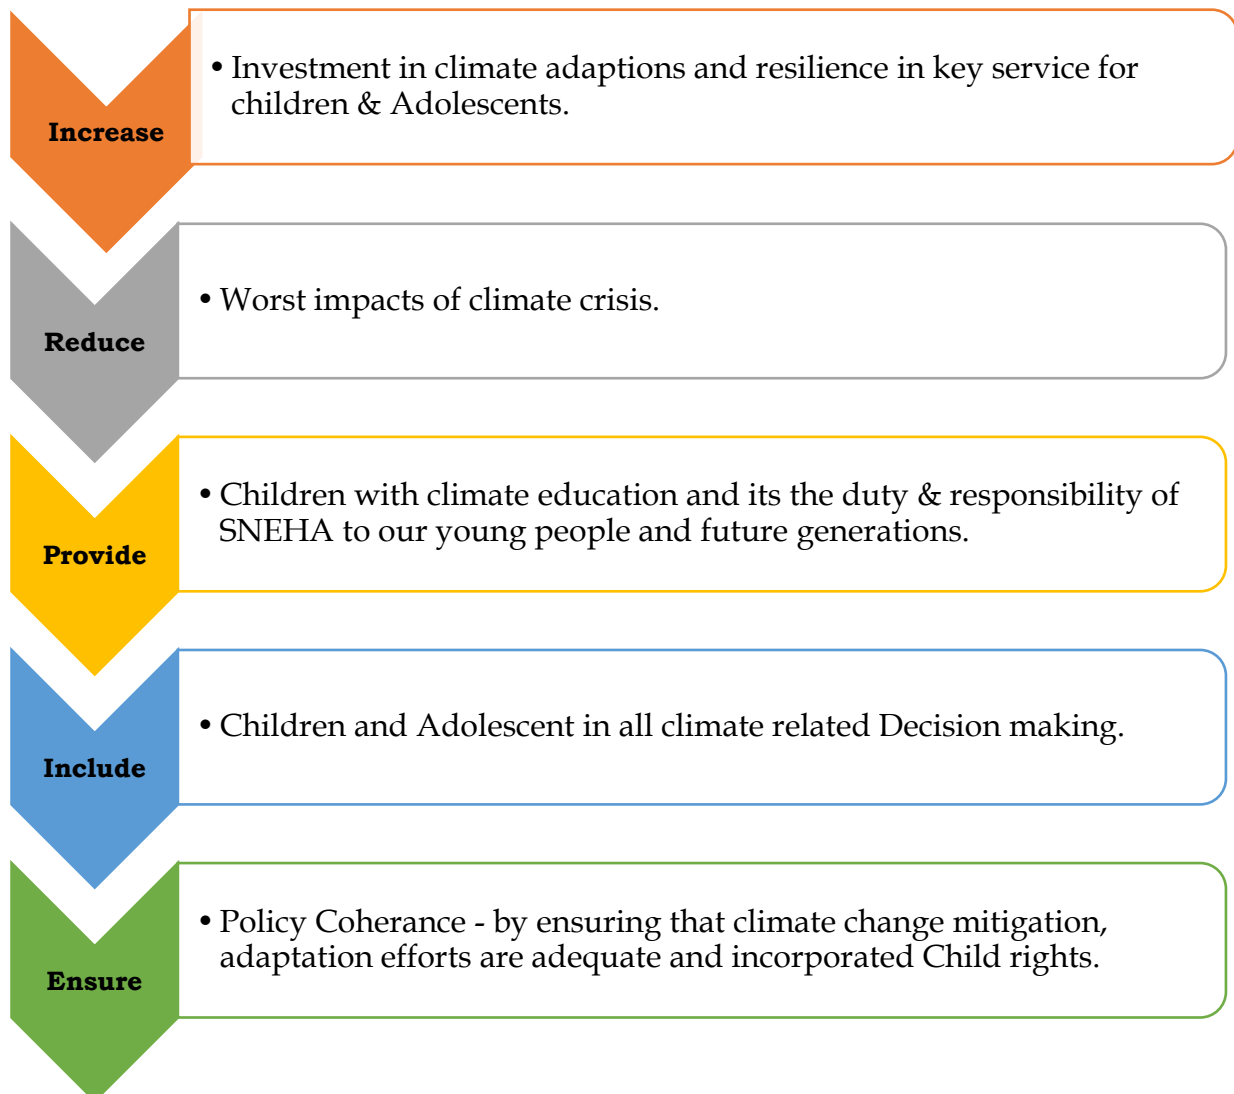 Increase
• Investment in climate adaptions and resilience in key service for
children & Adolescents.
Reduce
• Worst impacts of climate crisis.
Provide
• Children with climate education and its the duty & responsibility of
SNEHA to our young people and future generations.
Include
• Children and Adolescent in all climate related Decision making.
Ensure
• Policy Coherance - by ensuring that climate change mitigation,
adaptation efforts are adequate and incorporated Child rights.